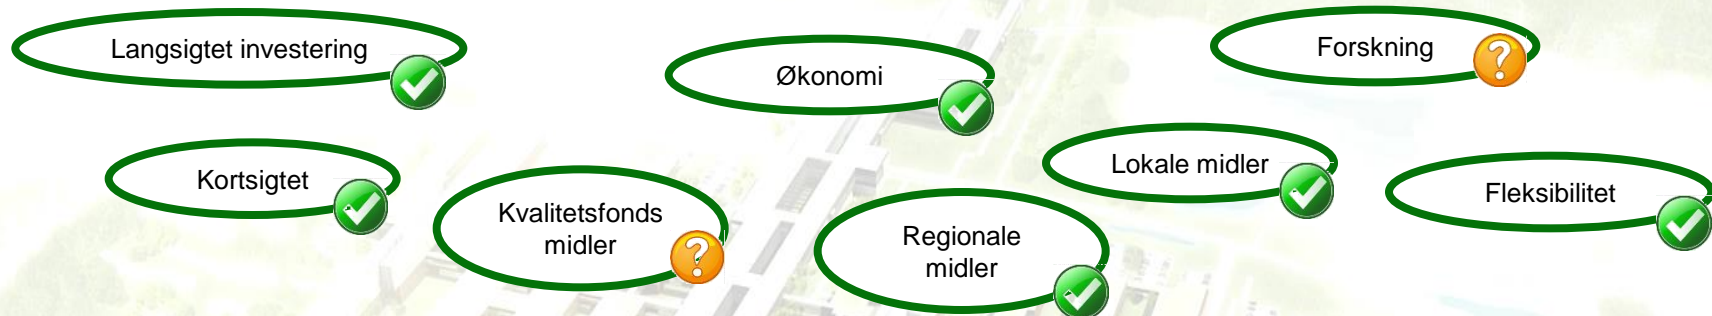 Langsigtet investering
Økonomi
Forskning
?
Kortsigtet
Kvalitetsfonds
midler
?
Regionale
midler
Lokale midler
Fleksibilitet